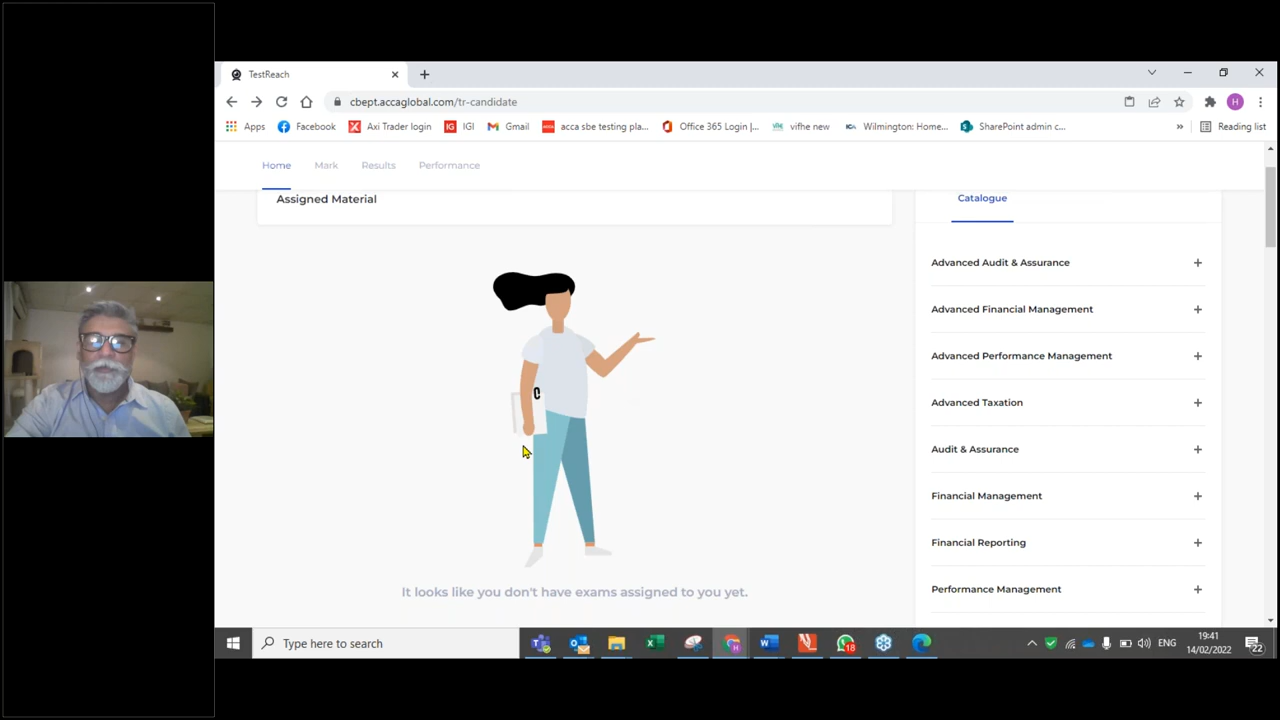 TestReach
cbept.accaglobal.com/tr-candidate
Apps Facebook Axi Trader login IGI Gmail acca sbe testing pla... Office 365 Login |... vifhe new Wilmington: Home... SharePoint admin c... » Reading list
Home Mark Results Performance
Assigned Material
Catalogue
Advanced Audit & Assurance
Advanced Financial Management
Advanced Performance Management
Advanced Taxation
Audit & Assurance
Financial Management
Financial Reporting
Performance Management
It looks like you don't have exams assigned to you yet.
Type here to search
18
ENG
19:41
14/02/2022
22